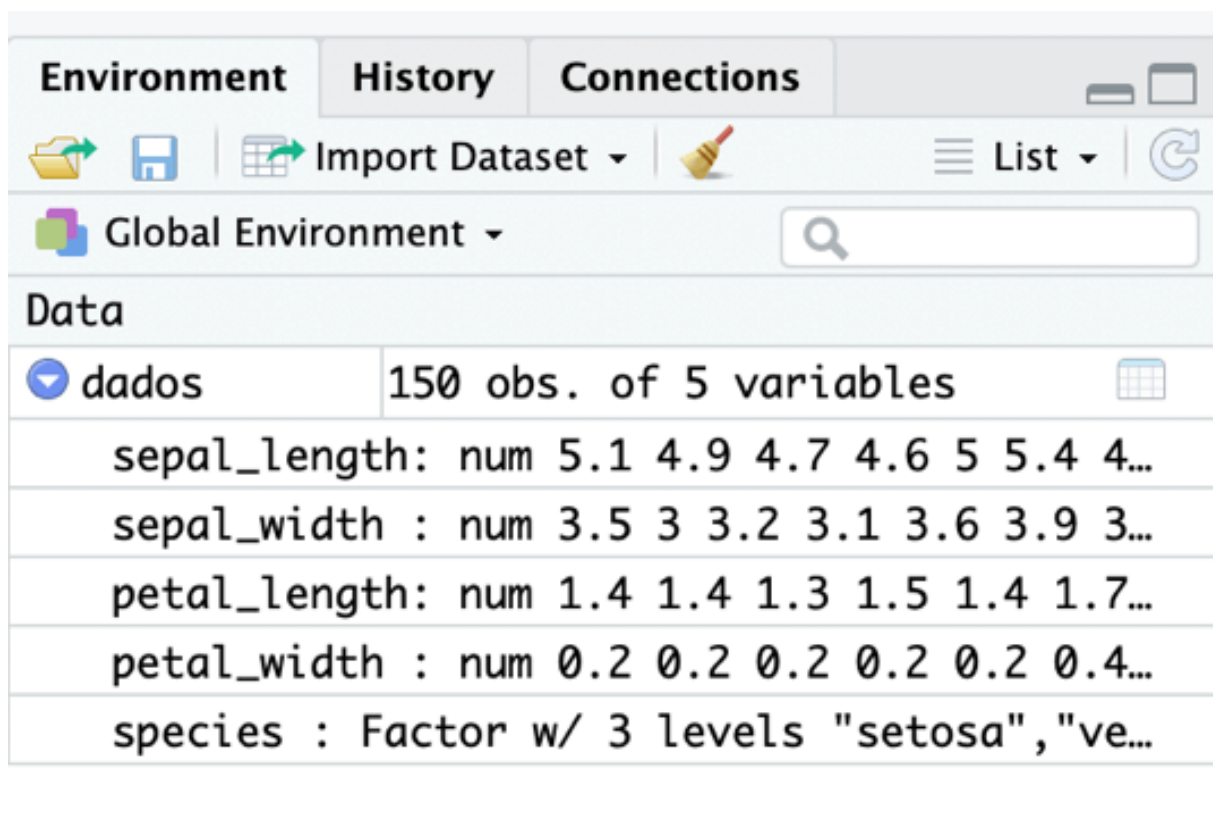 Environment History Connections
Import Dataset List
Global Environment
Data
dados 150 obs. of 5 variables
sepal_length: num 5.1 4.9 4.7 4.6 5 5.4 4…
sepal_width : num 3.5 3 3.2 3.1 3.6 3.9 3…
petal_length: num 1.4 1.4 1.3 1.5 1.4 1.7…
petal_width : num 0.2 0.2 0.2 0.2 0.2 0.4…
species : Factor w/ 3 levels "setosa","ve…